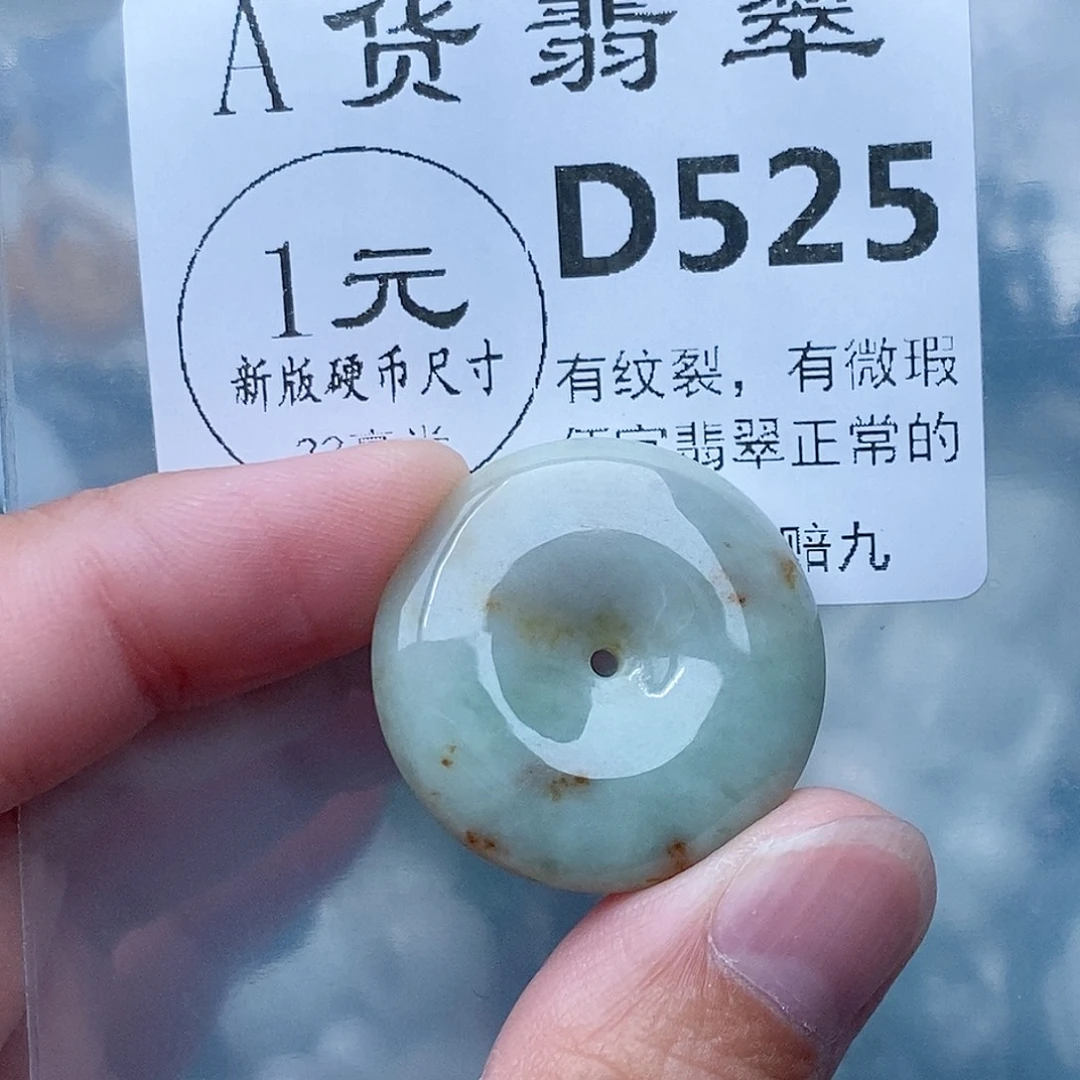 A货翡翠
D525
1元
新版硬币尺寸
有纹裂，有微瑕
翡翠正常的
赔九